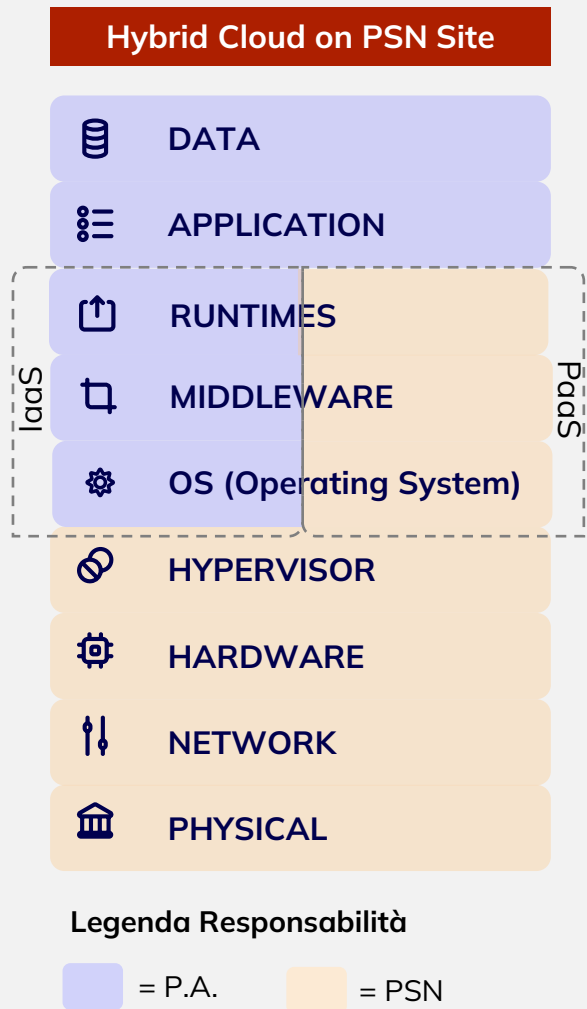 Hybrid Cloud on PSN Site
DATA
APPLICATION
RUNTIMES
IaaS
MIDDLEWARE
PaaS
OS (Operating System)
HYPERVISOR
HARDWARE
NETWORK
PHYSICAL
Legenda Responsabilità
= P.A.
= PSN